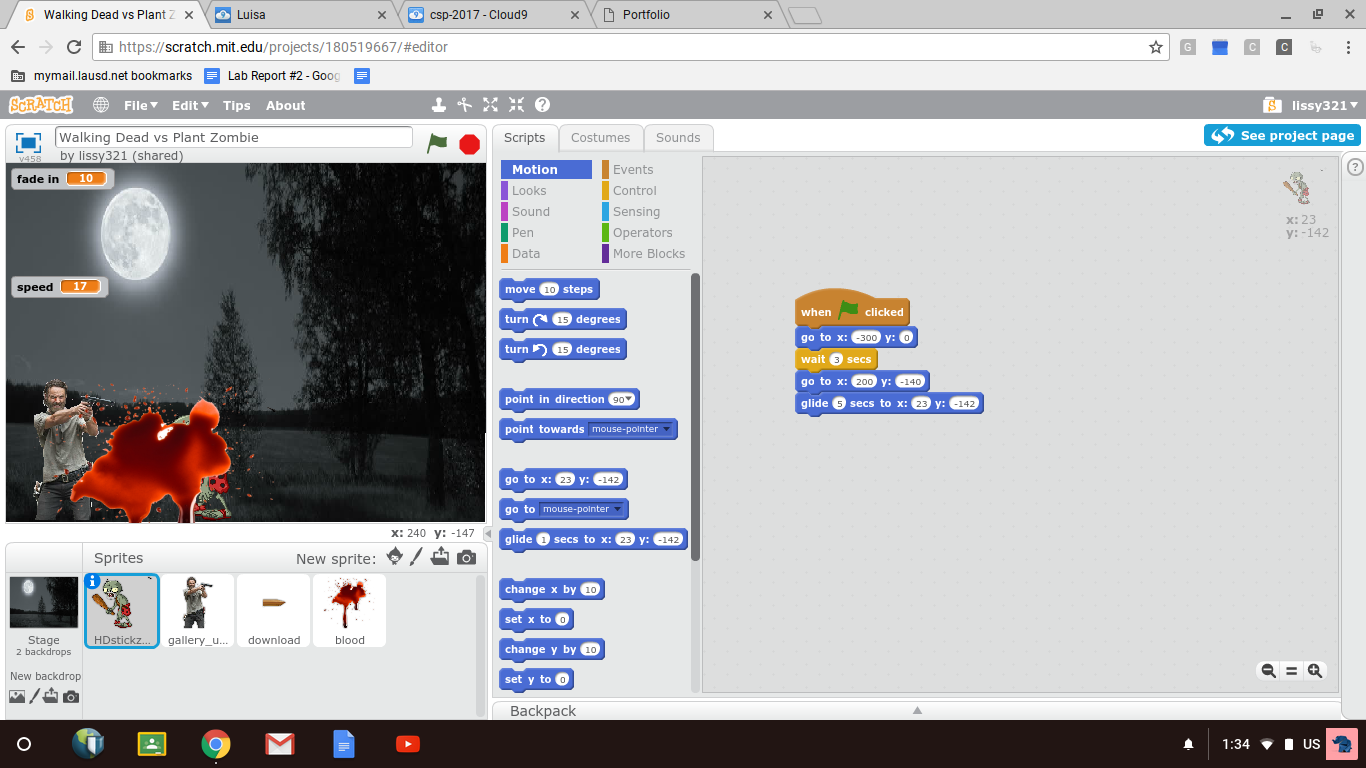 Walking Dead vs Plant Z
Luisa
csp-2017 - Cloud9
Portfolio
https://scratch.mit.edu/projects/180519667/#editor
G
C
C
mymail.lausd.net bookmarks
Lab Report #2 - Goog
SCRATCH
File
Edit
Tips
About
lissy321
v458
Walking Dead vs Plant Zombie
by lissy321 (shared)
fade in 10
speed 17
x: 240 y: -147
Sprites
New sprite:
Stage
2 backdrops
New backdrop
HDstickz...
gallery_u...
download
blood
Scripts
Costumes
Sounds
See project page
Motion
Looks
Sound
Pen
Data
Events
Control
Sensing
Operators
More Blocks
move 10 steps
turn 15 degrees
turn 15 degrees
point in direction 90
point towards mouse-pointer
go to x: 23 y: -142
go to mouse-pointer
glide 1 secs to x: 23 y: -142
change x by 10
set x to 0
change y by 10
set y to 0
when clicked
go to x: -300 y: 0
wait 3 secs
go to x: 200 y: -140
glide 5 secs to x: 23 y: -142
x: 23
y: -142
Backpack
1:34
US